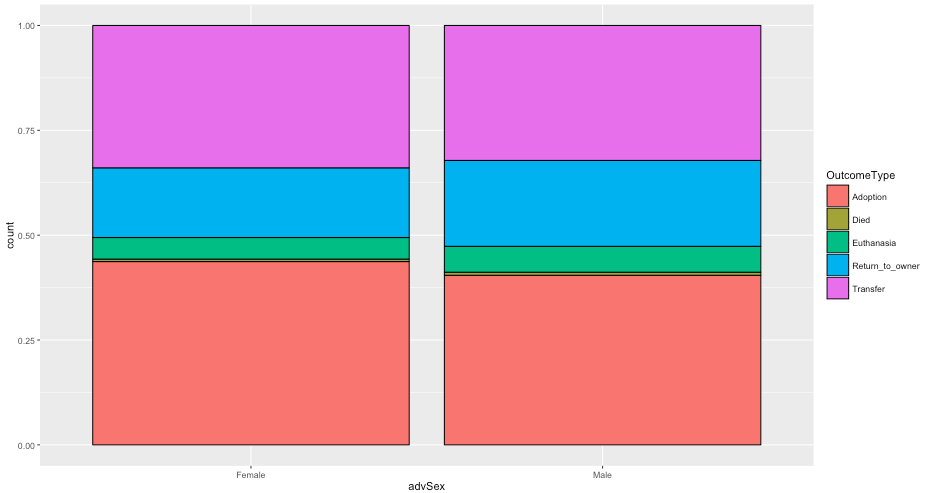 1.00
0.75
0.50
0.25
0.00
count
Female
Male
advSex
OutcomeType
Adoption
Died
Euthanasia
Return_to_owner
Transfer